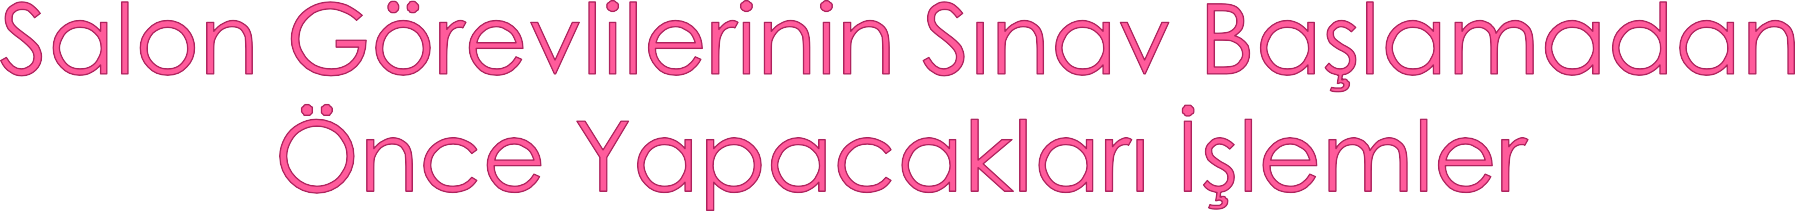 Salon Görevlilerinin Sınav Başlamadan
Önce Yapacakları İşlemler